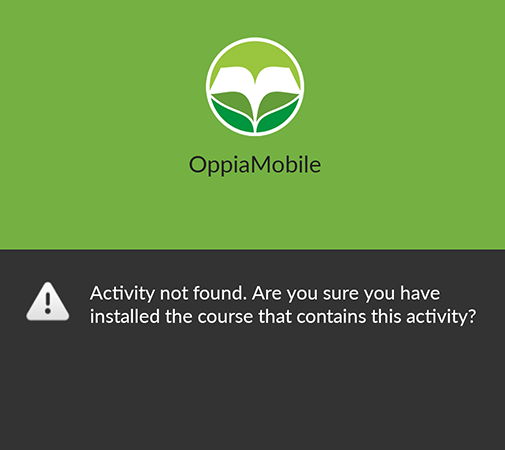 OppiaMobile
Activity not found. Are you sure you have
installed the course that contains this activity?